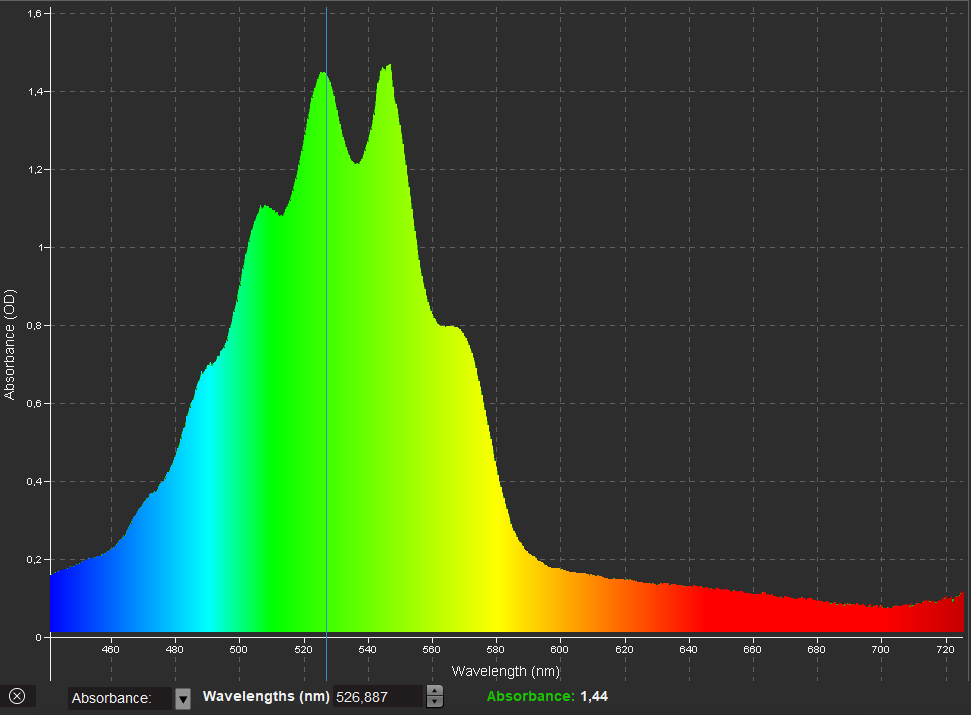 1,6
1,4
1,2
1
0,8
0,6
0,4
0,2
0
Absorbance (OD)
460 480 500 520 540 560 580 600 620 640 660 680 700 720
Wavelength (nm)
Absorbance: Wavelengths (nm) 526,887 Absorbance: 1,44